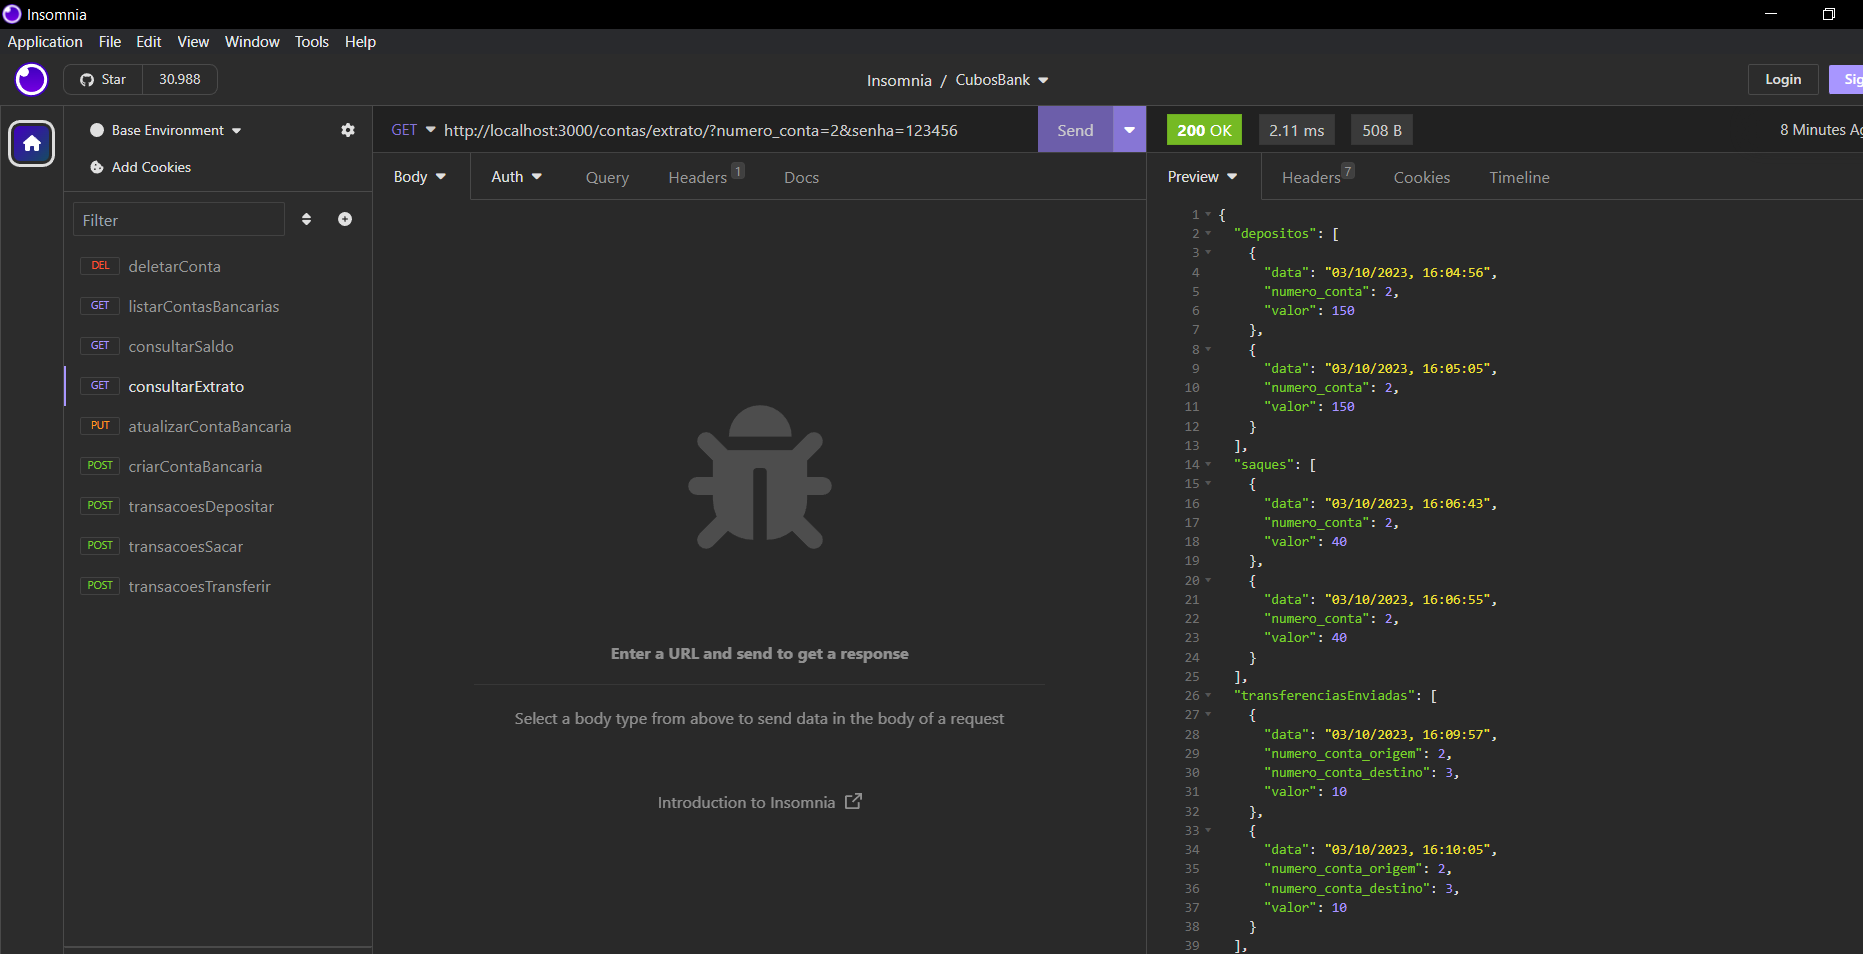 Insomnia
Application File Edit View Window Tools Help
Star 30.988
Insomnia / CubosBank
Login
Base Environment
Add Cookies
Filter
DEL deletarConta
GET listarContasBancarias
GET consultarSaldo
GET consultarExtrato
PUT atualizarContaBancaria
POST criarContaBancaria
POST transacoesDepositar
POST transacoesSacar
POST transacoesTransferir
GET http://localhost:3000/contas/extrato/?numero_conta=2&senha=123456 Send
Body Auth Query Headers 1 Docs
Enter a URL and send to get a response
Select a body type from above to send data in the body of a request
Introduction to Insomnia
200 OK 2.11 ms 508 B 8 Minutes
Preview Headers 7 Cookies Timeline
1 {
2 "depositos": [
3 {
4 "data": "03/10/2023, 16:04:56",
5 "numero_conta": 2,
6 "valor": 150
7 },
8 {
9 "data": "03/10/2023, 16:05:05",
10 "numero_conta": 2,
11 "valor": 150
12 }
13 ],
14 "saques": [
15 {
16 "data": "03/10/2023, 16:06:43",
17 "numero_conta": 2,
18 "valor": 40
19 },
20 {
21 "data": "03/10/2023, 16:06:55",
22 "numero_conta": 2,
23 "valor": 40
24 }
25 ],
26 "transferenciasEnviadas": [
27 {
28 "data": "03/10/2023, 16:09:57",
29 "numero_conta_origem": 2,
30 "numero_conta_destino": 3,
31 "valor": 10
32 },
33 {
34 "data": "03/10/2023, 16:10:05",
35 "numero_conta_origem": 2,
36 "numero_conta_destino": 3,
37 "valor": 10
38 }
39 ],